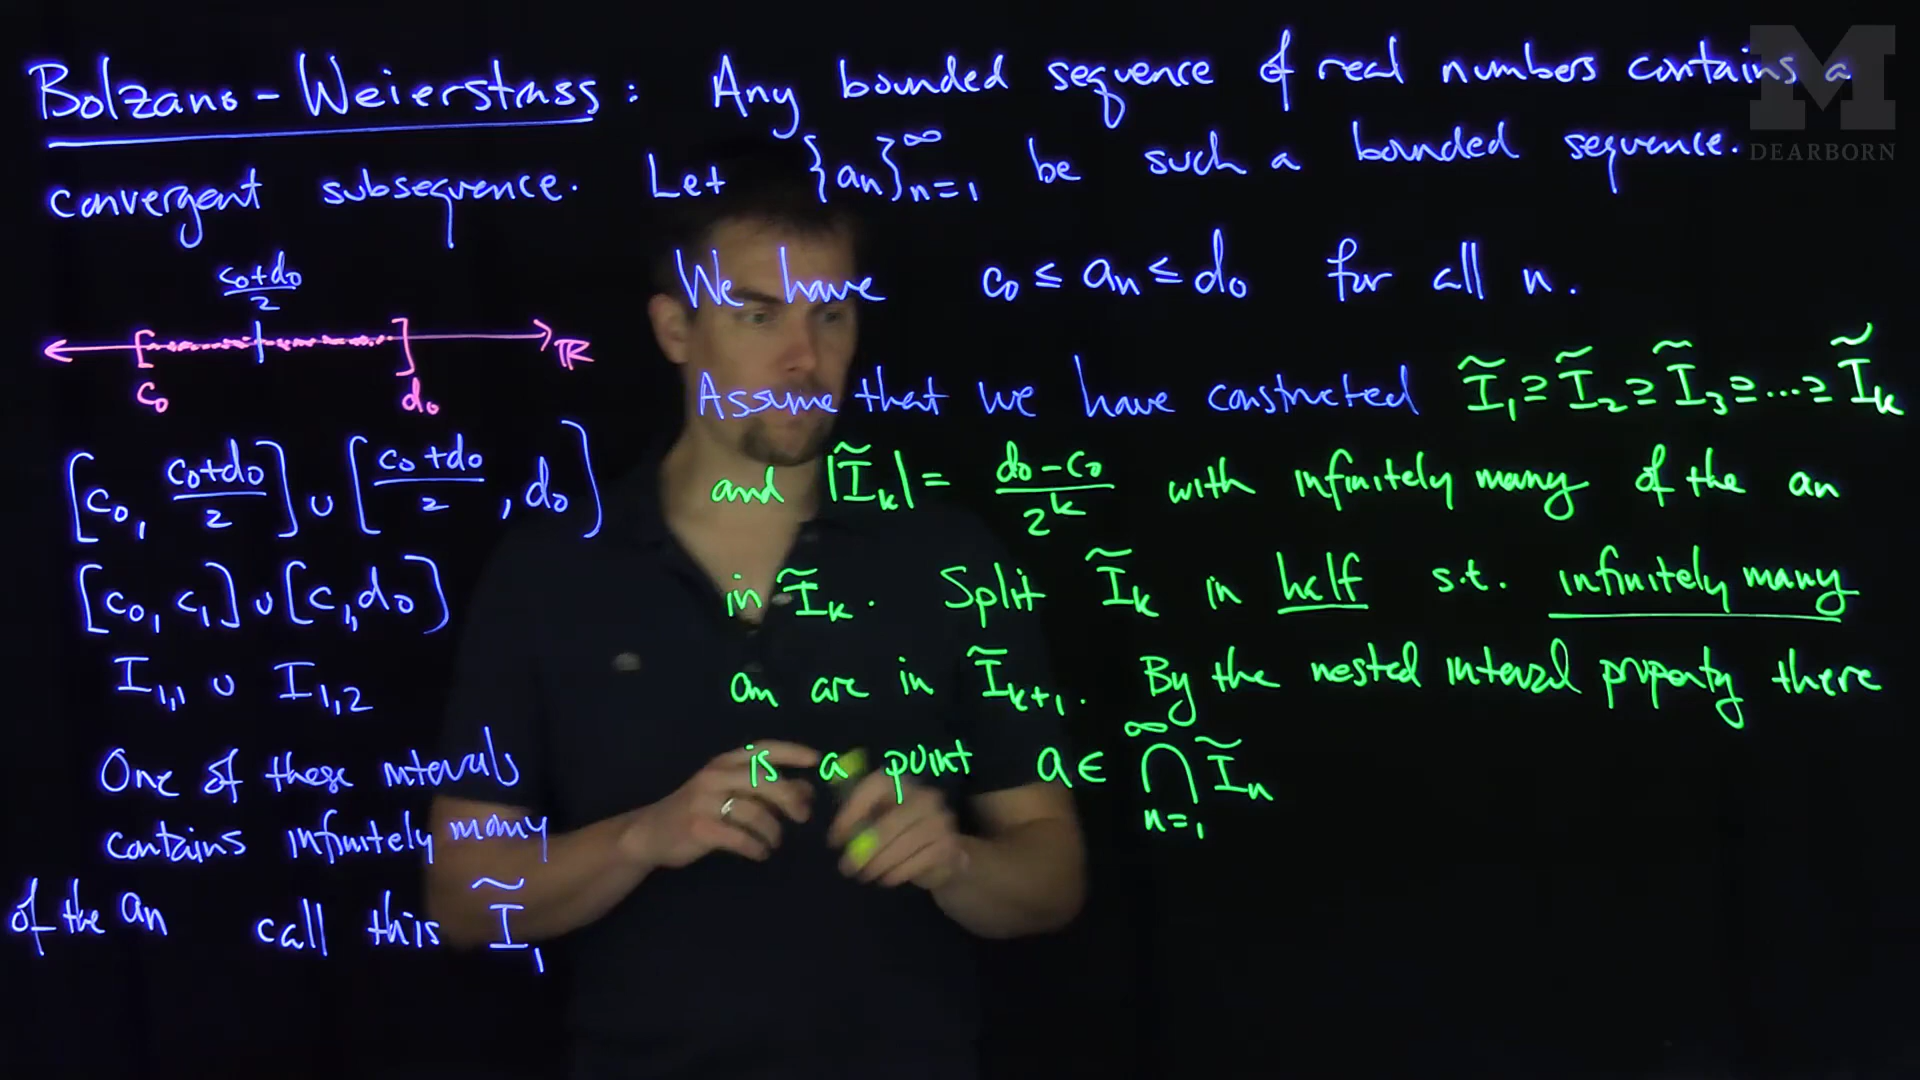 Bolzano-Weierstrass: Any bounded sequence of real numbers contains a
convergent subsequence. Let {an}∞n=1 be such a bounded sequence.
M
DEARBORN
(c0+d0)/2
c0 d0 ℝ
[c0, (c0+d0)/2] ∪ [(c0+d0)/2, d0]
[c0, c1] ∪ [c1, d0]
I1,1 ∪ I1,2
One of these intervals
contains infinitely many
of the an call this Ĩ1
We have c0 ≤ an ≤ d0 for all n.
Assume that we have constructed Ĩ1 ⊇ Ĩ2 ⊇ Ĩ3 ⊇ ... ⊇ Ĩk
and |Ĩk| = (d0-c0)/2^k with infinitely many of the an
in Ĩk. Split Ĩk in half s.t. infinitely many
an are in Ĩk+1. By the nested interval property there
is a point a ∈ ∞⋂n=1 Ĩn